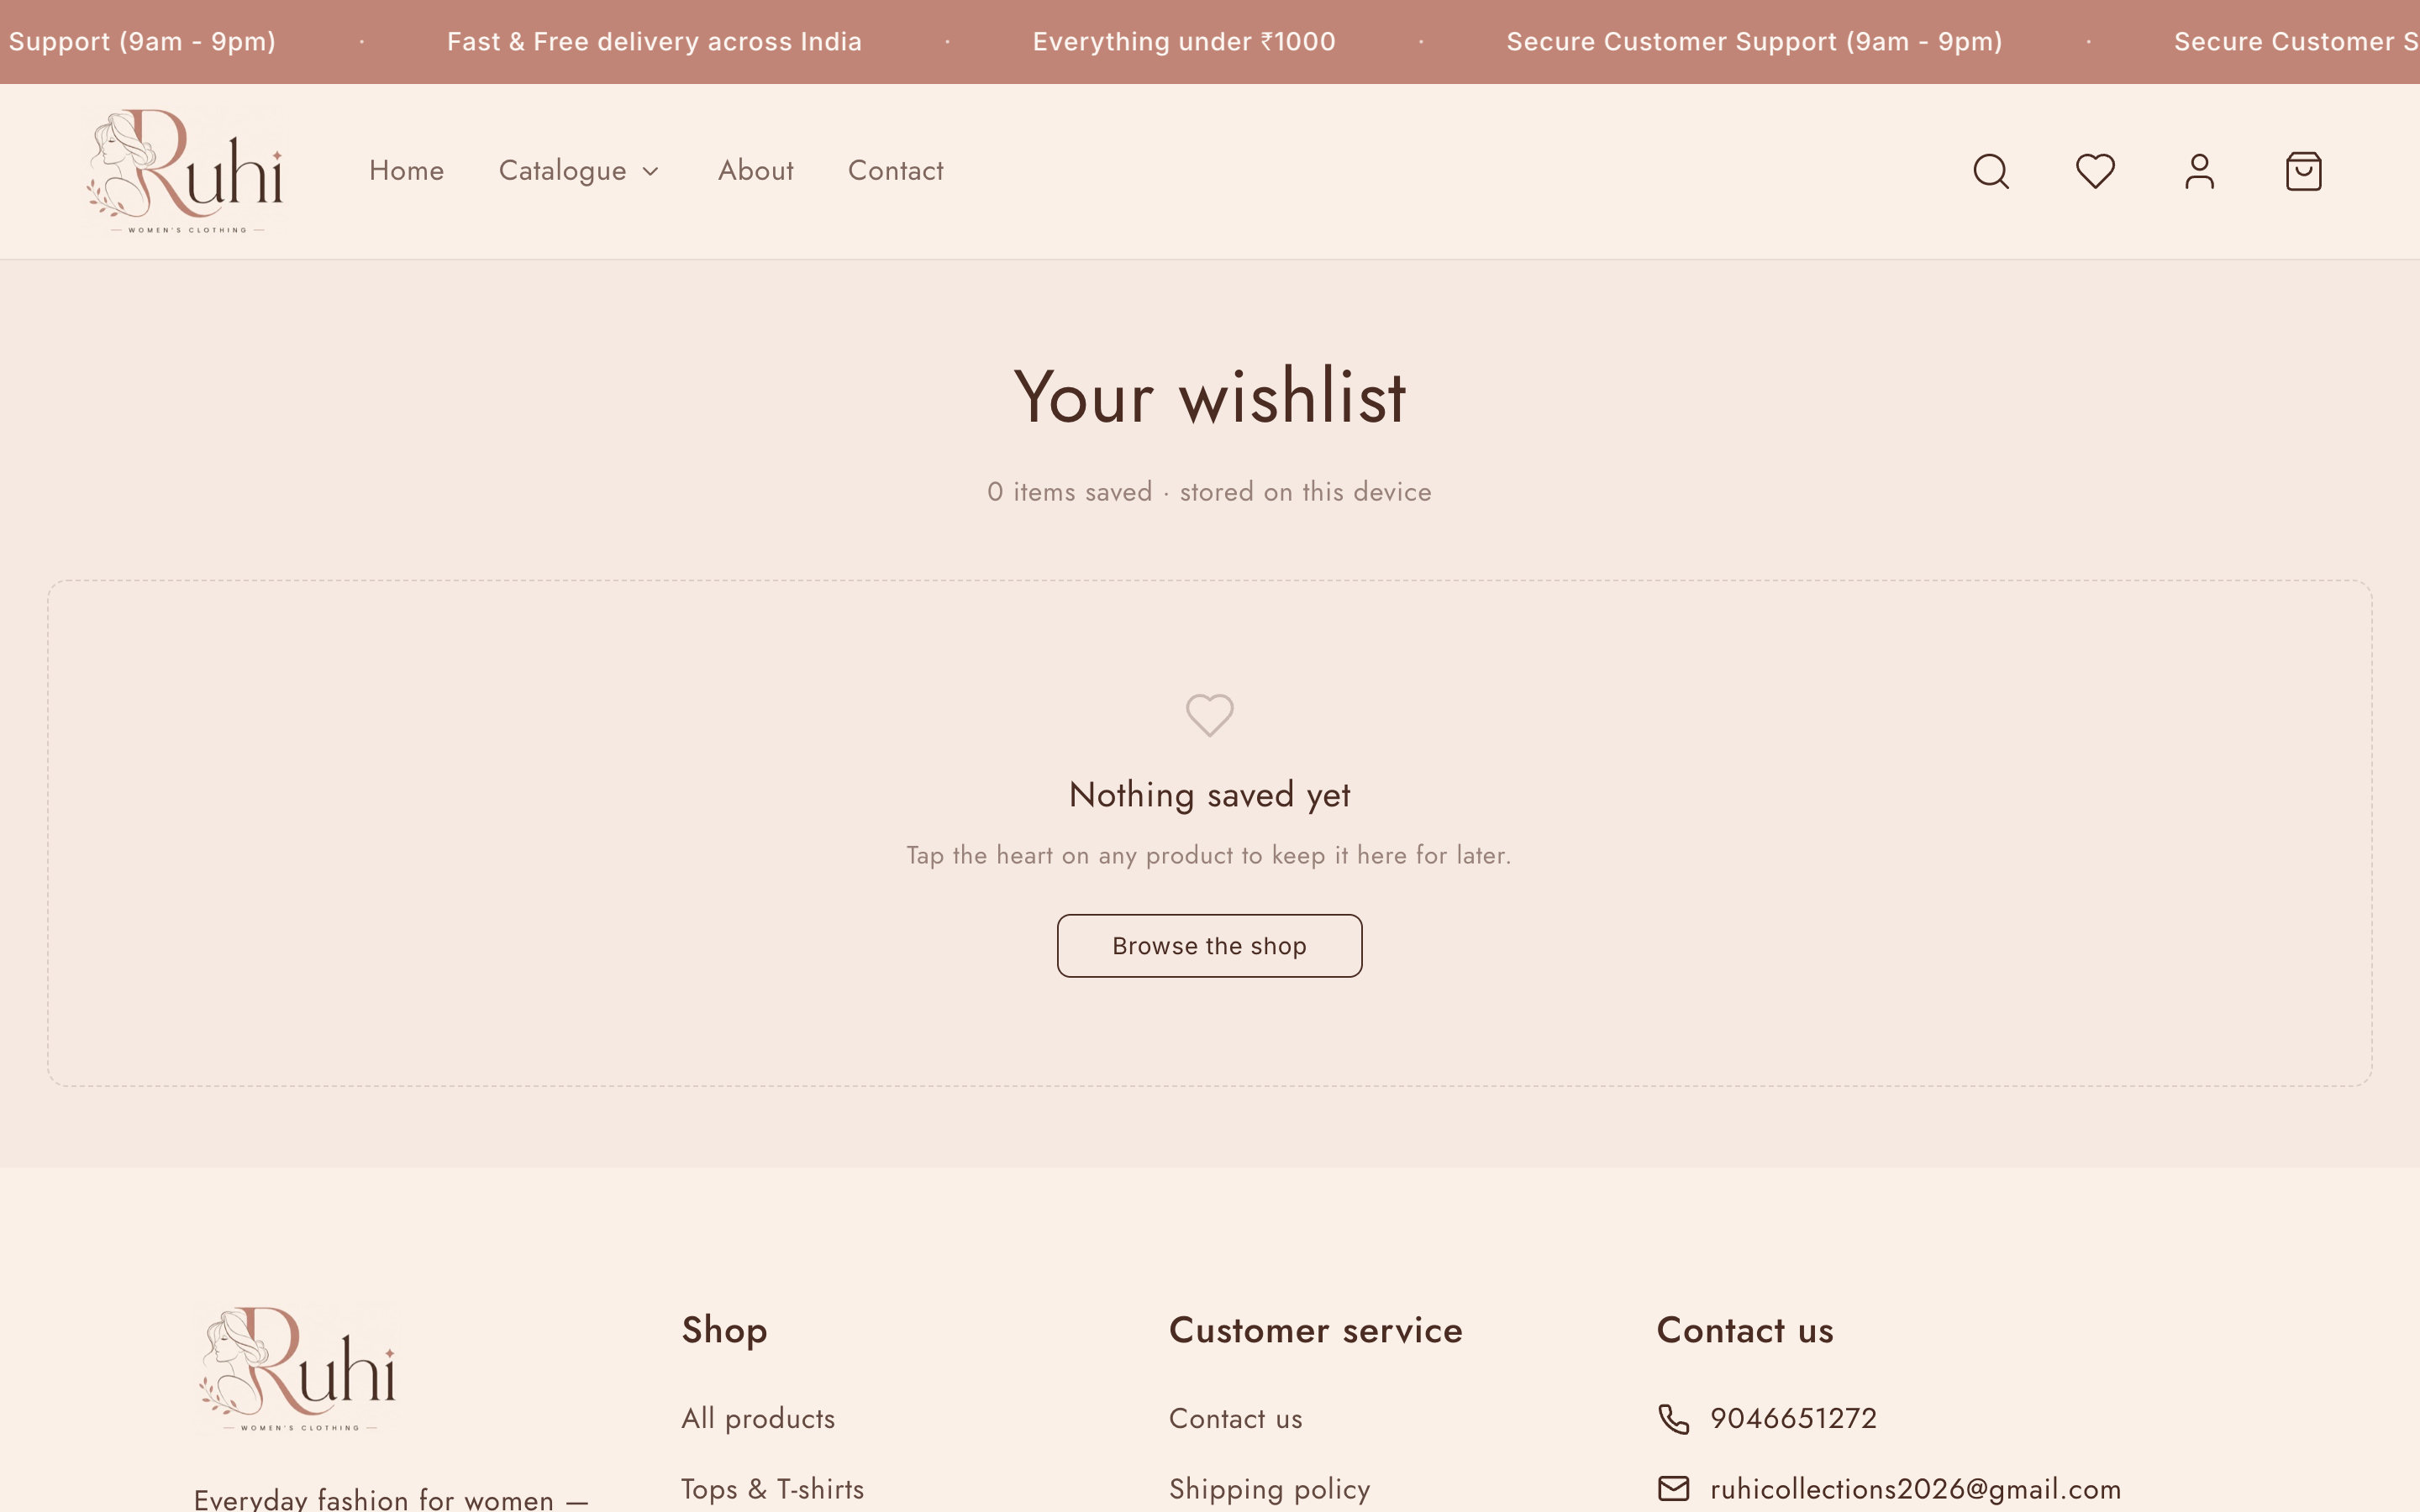 Support (9am - 9pm) · Fast & Free delivery across India · Everything under ₹1000 · Secure Customer Support (9am - 9pm) · Secure Customer S
Ruhi
— WOMEN'S CLOTHING —
Home Catalogue About Contact
Your wishlist
0 items saved · stored on this device
Nothing saved yet
Tap the heart on any product to keep it here for later.
Browse the shop
Ruhi
— WOMEN'S CLOTHING —
Everyday fashion for women —
Shop
All products
Tops & T-shirts
Customer service
Contact us
Shipping policy
Contact us
9046651272
ruhicollections2026@gmail.com